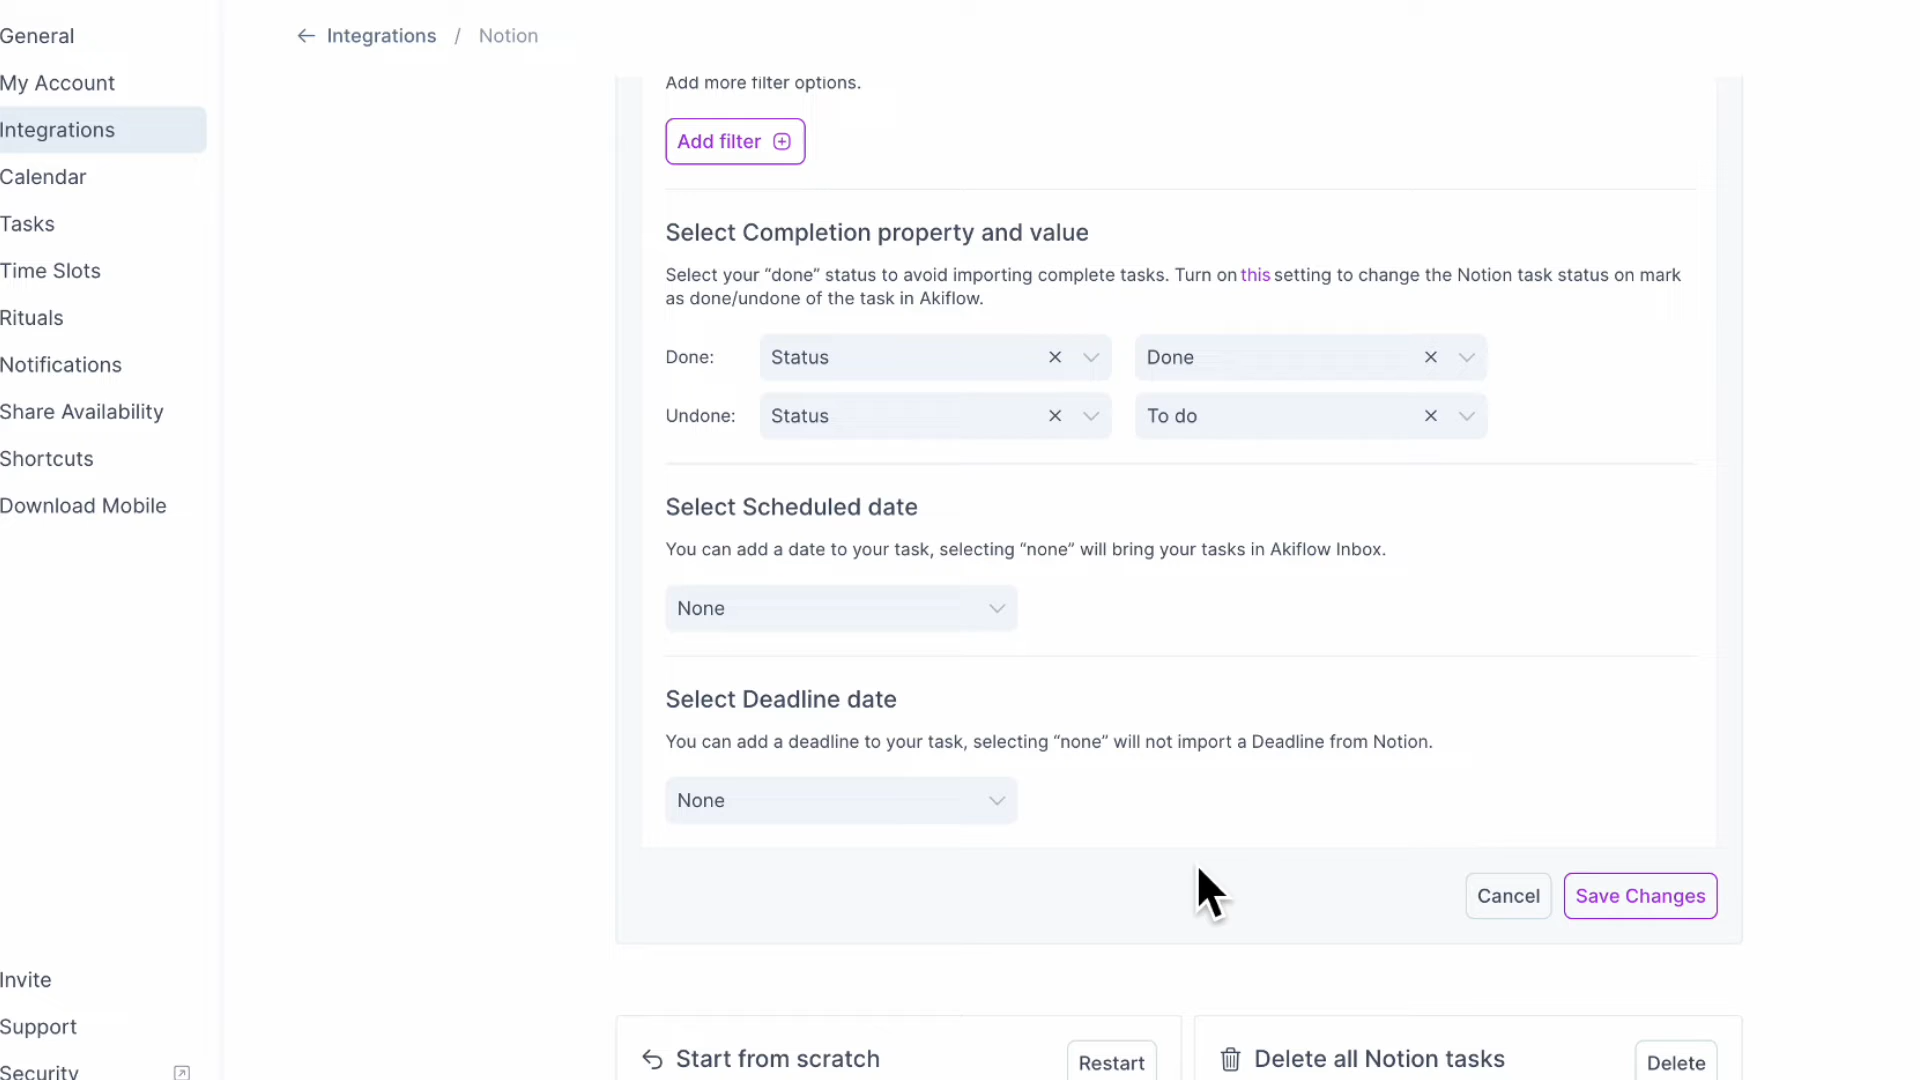 General
My Account
Integrations
Calendar
Tasks
Time Slots
Rituals
Notifications
Share Availability
Shortcuts
Download Mobile
Invite
Support
Security
Integrations / Notion
Add more filter options.
Add filter
Select Completion property and value
Select your “done” status to avoid importing complete tasks. Turn on this setting to change the Notion task status on mark
as done/undone of the task in Akiflow.
Done: Status Done
Undone: Status To do
Select Scheduled date
You can add a date to your task, selecting “none” will bring your tasks in Akiflow Inbox.
None
Select Deadline date
You can add a deadline to your task, selecting “none” will not import a Deadline from Notion.
None
Cancel Save Changes
Start from scratch Restart
Delete all Notion tasks Delete